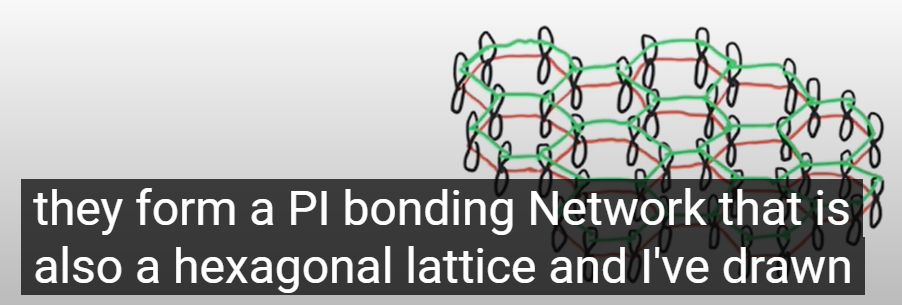 they form a PI bonding Network that is
also a hexagonal lattice and I've drawn